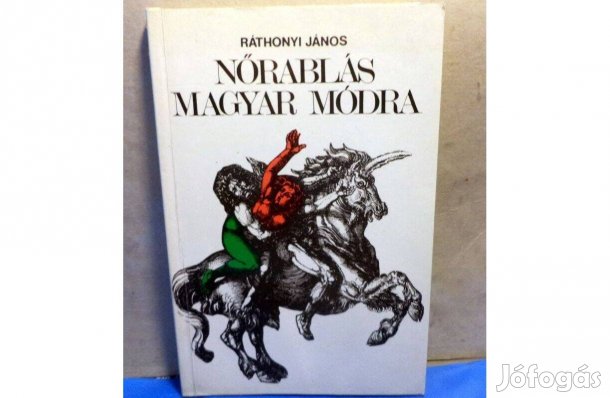 RÁTHONYI JÁNOS
NŐRABLÁS
MAGYAR MÓDRA
Jófogás